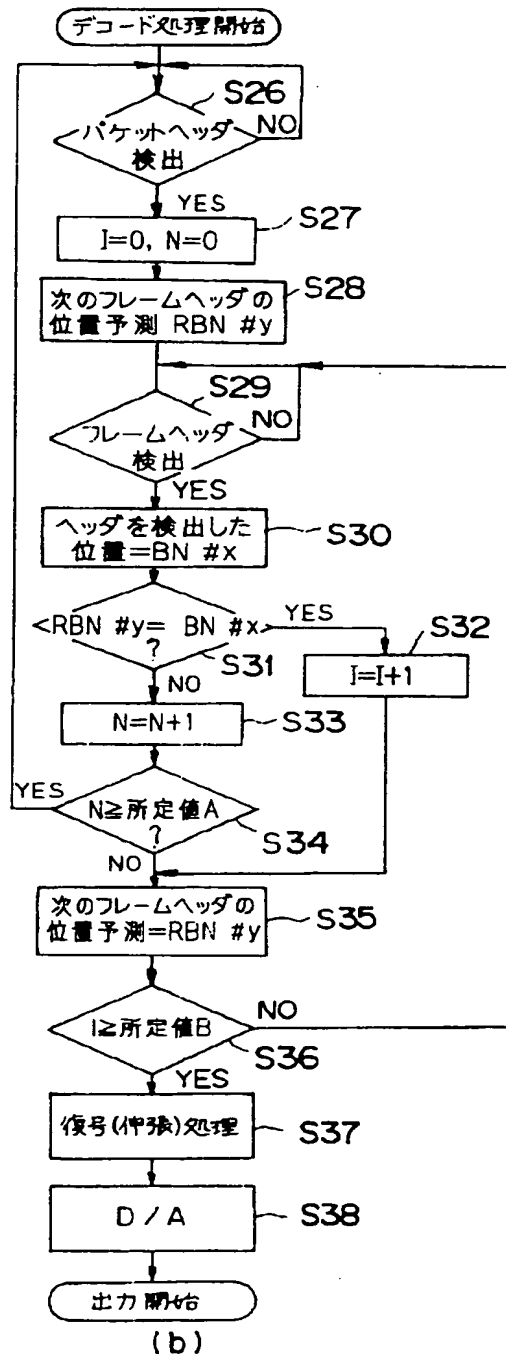 デコード処理開始
S26
パケットヘッダ
検出
NO
YES
S27
I=0, N=0
S28
次のフレームヘッダの
位置予測 RBN #y
S29
フレームヘッダ
検出
NO
YES
S30
ヘッダを検出した
位置=BN #x
RBN #y= BN #x
?
YES
S31
S32
I=I+1
NO
N=N+1
S33
YES
N≥所定値A
?
S34
NO
次のフレームヘッダの
位置予測=RBN #y
S35
I≥所定値B
NO
S36
YES
復号(伸張)処理
S37
D / A
S38
出力開始
(b)